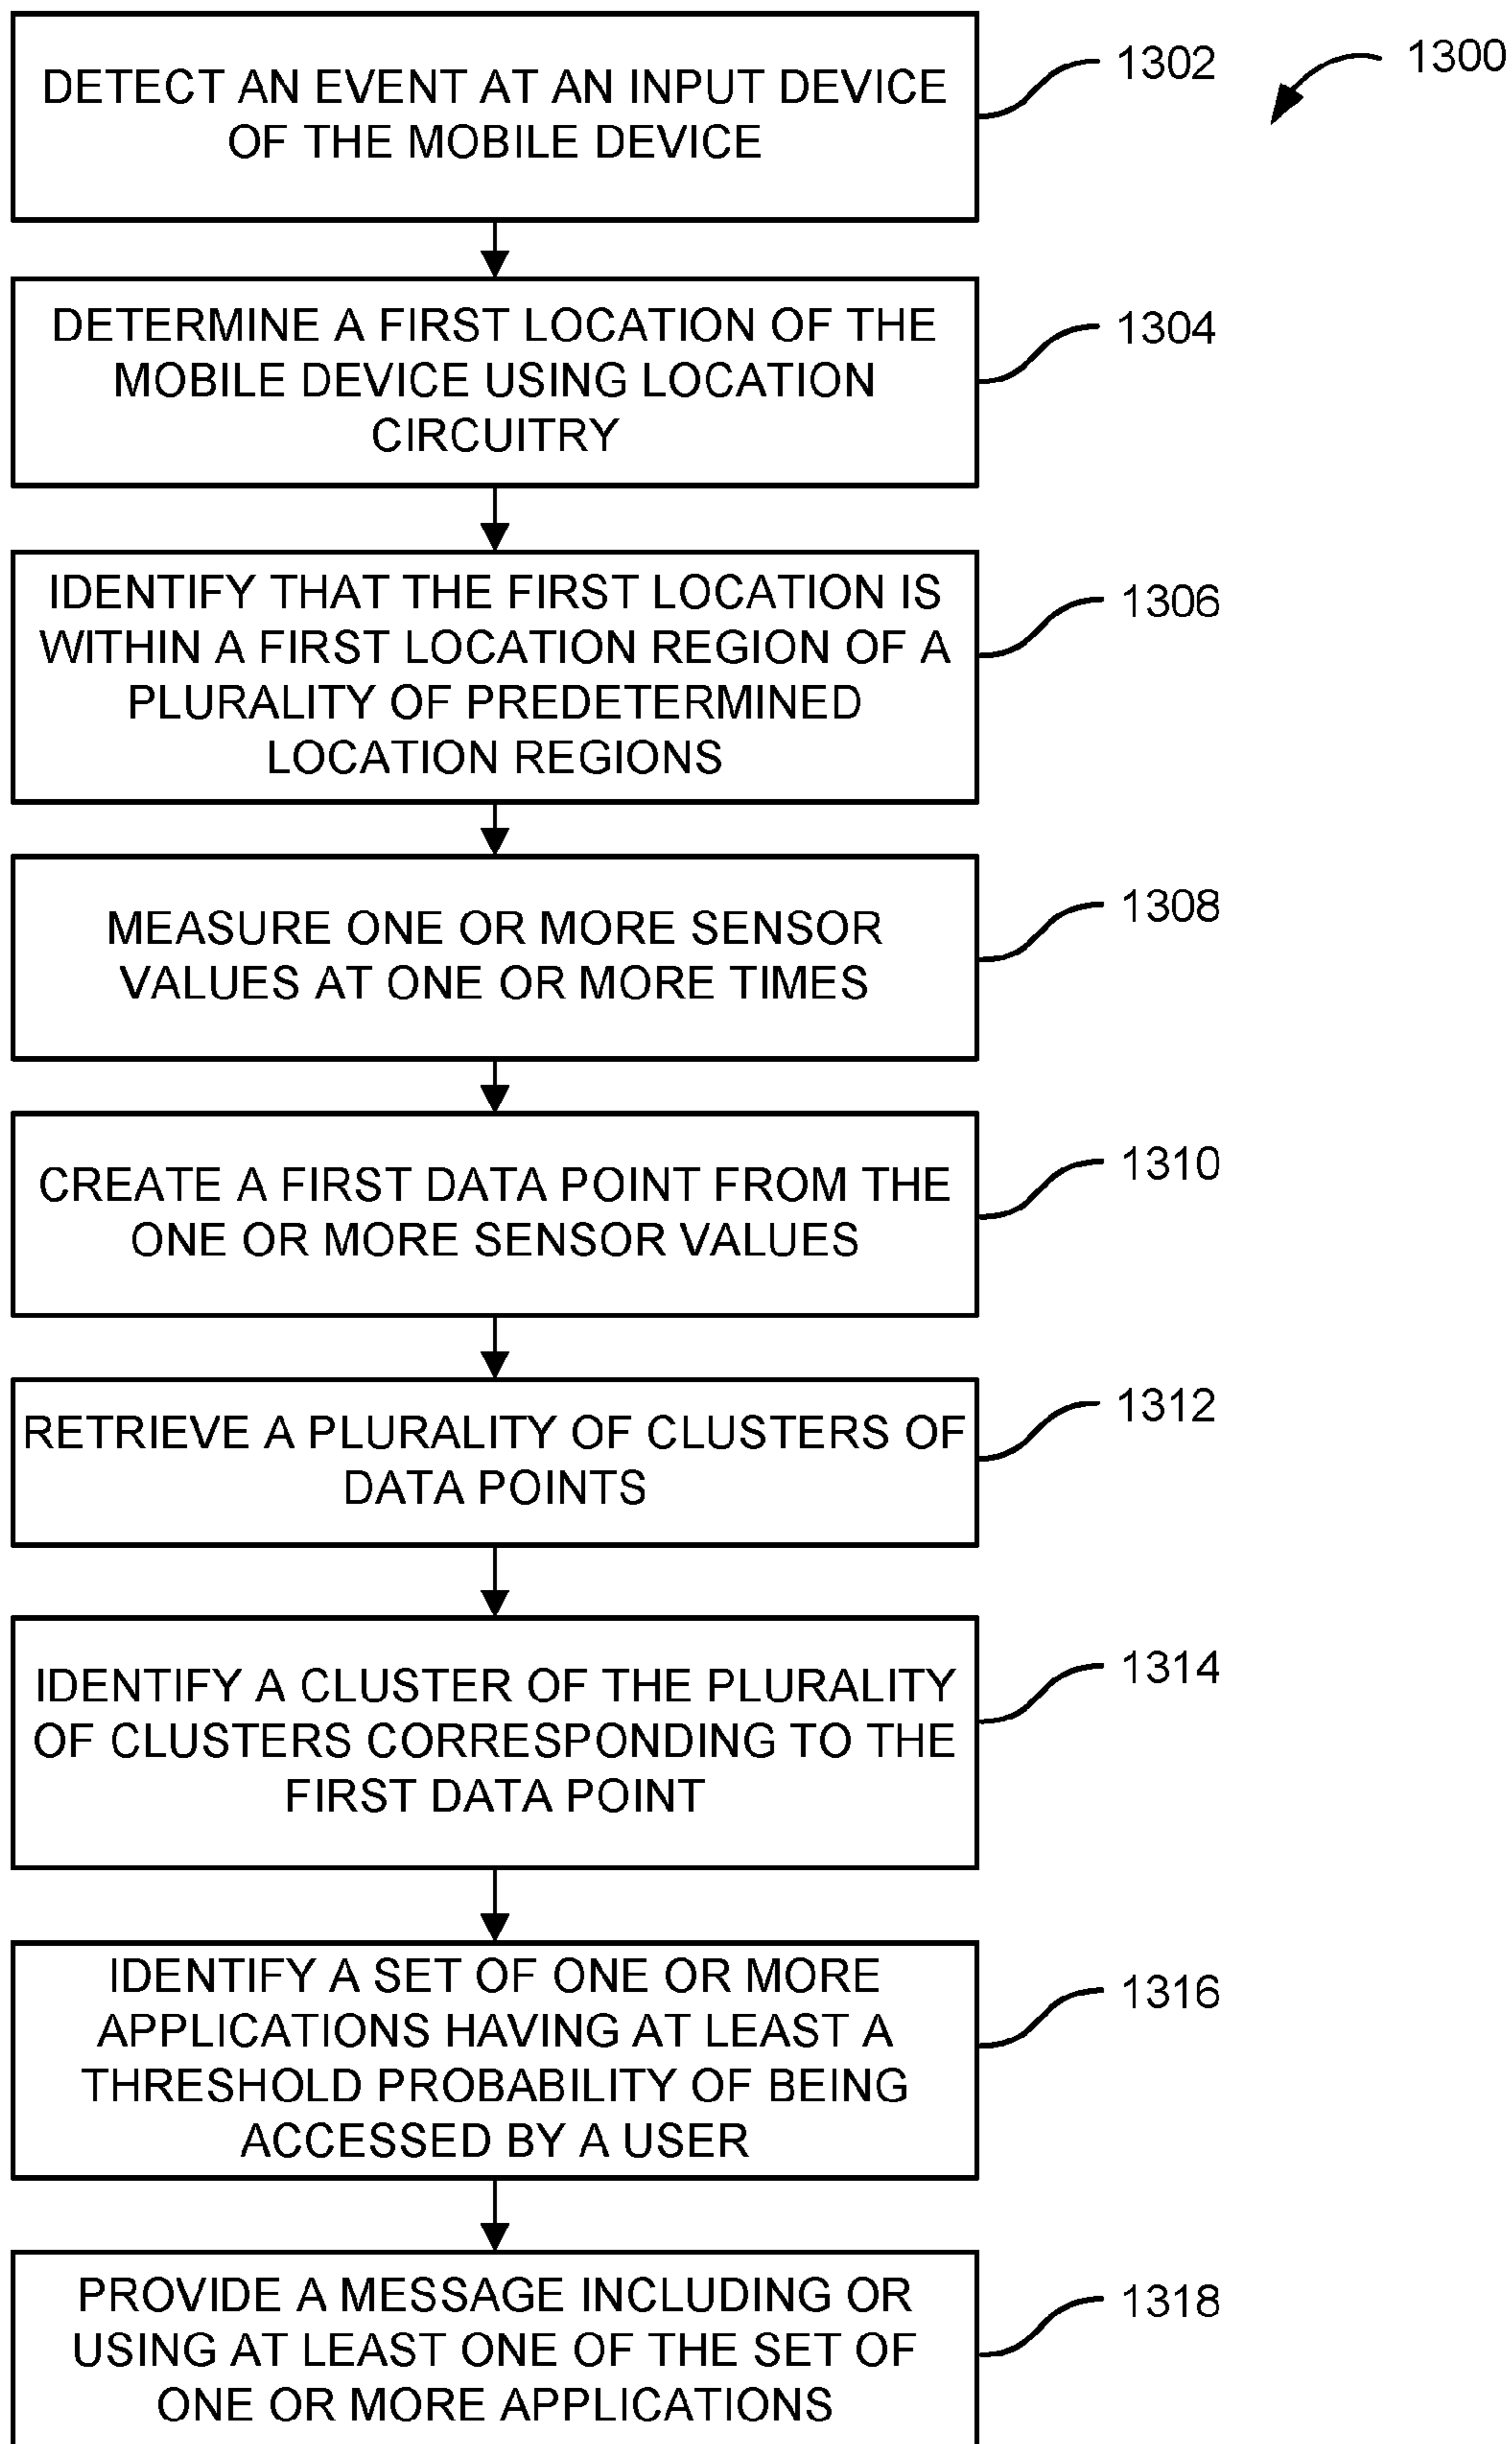 DETECT AN EVENT AT AN INPUT DEVICE
OF THE MOBILE DEVICE
1302
1300
DETERMINE A FIRST LOCATION OF THE
MOBILE DEVICE USING LOCATION
CIRCUITRY
1304
IDENTIFY THAT THE FIRST LOCATION IS
WITHIN A FIRST LOCATION REGION OF A
PLURALITY OF PREDETERMINED
LOCATION REGIONS
1306
MEASURE ONE OR MORE SENSOR
VALUES AT ONE OR MORE TIMES
1308
CREATE A FIRST DATA POINT FROM THE
ONE OR MORE SENSOR VALUES
1310
RETRIEVE A PLURALITY OF CLUSTERS OF
DATA POINTS
1312
IDENTIFY A CLUSTER OF THE PLURALITY
OF CLUSTERS CORRESPONDING TO THE
FIRST DATA POINT
1314
IDENTIFY A SET OF ONE OR MORE
APPLICATIONS HAVING AT LEAST A
THRESHOLD PROBABILITY OF BEING
ACCESSED BY A USER
1316
PROVIDE A MESSAGE INCLUDING OR
USING AT LEAST ONE OF THE SET OF
ONE OR MORE APPLICATIONS
1318